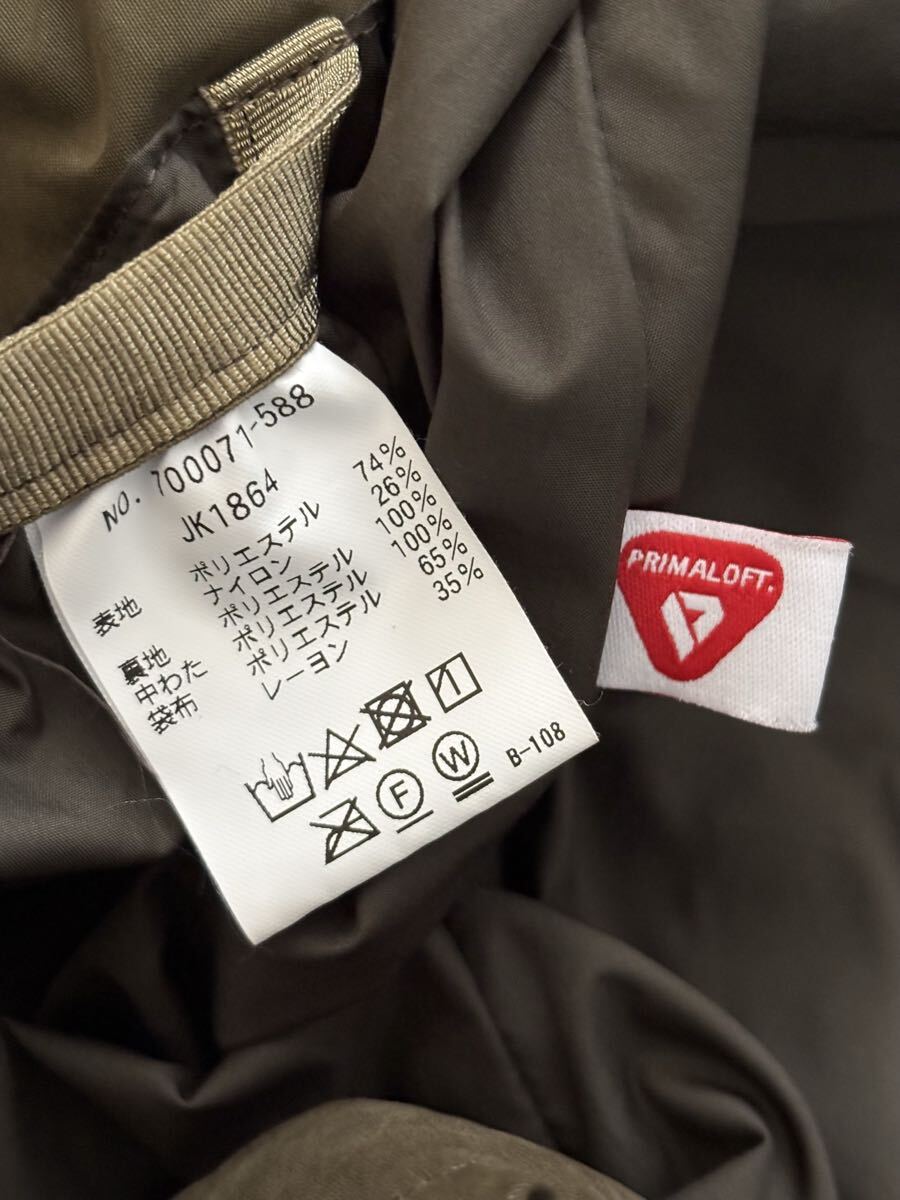 NO. 700071-588
JK1864
表地 ポリエステル 74%
ナイロン 26%
裏地 ポリエステル 100%
中わた ポリエステル 100%
袋布 ポリエステル 65%
レーヨン 35%
F W
B-108
PRIMALOFT.